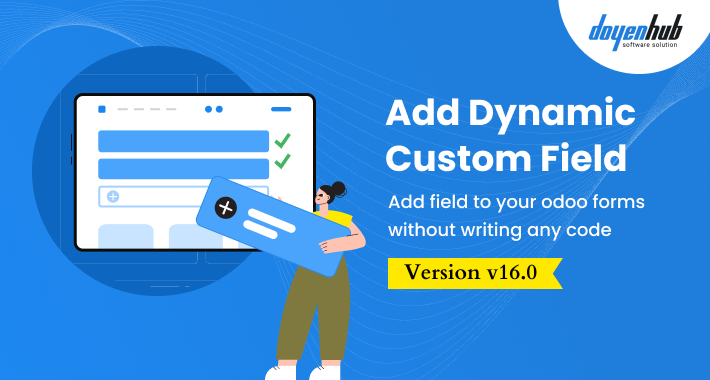 doyenhub
software solution
Add Dynamic
Custom Field
Add field to your odoo forms
without writing any code
Version v16.0